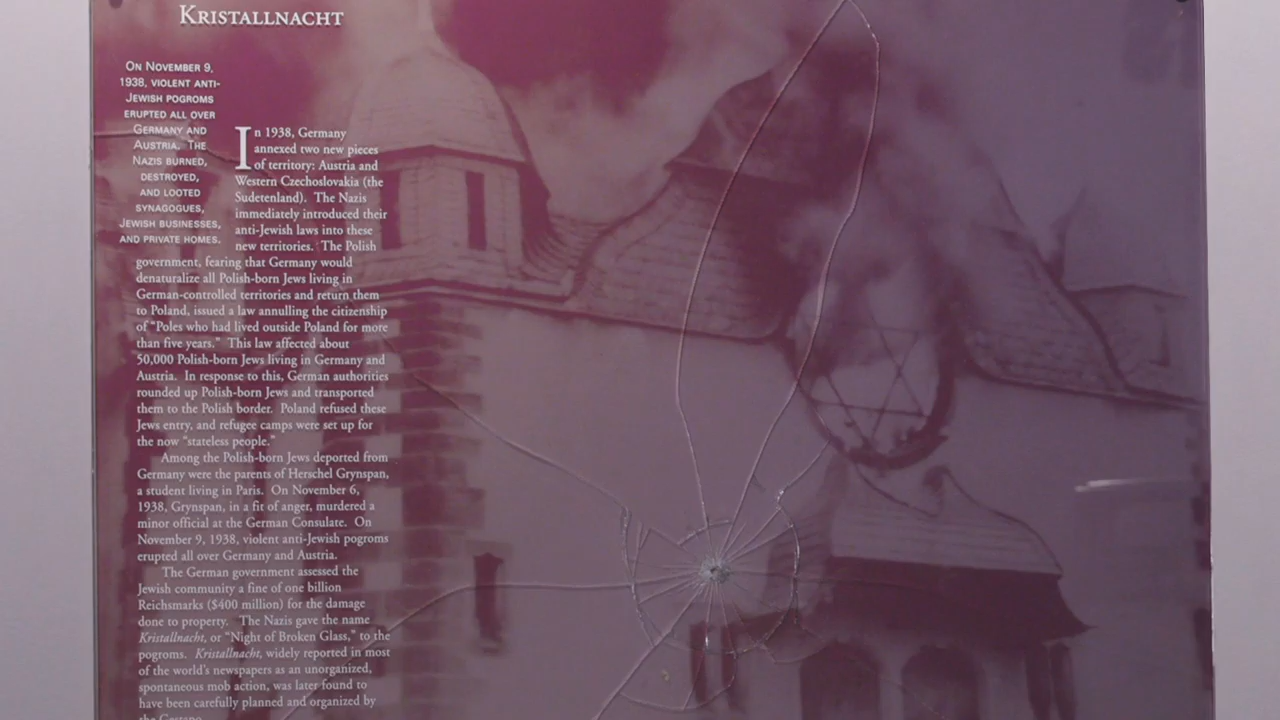 KRISTALLNACHT
ON NOVEMBER 9,
1938, VIOLENT ANTI-
JEWISH POGROMS
ERUPTED ALL OVER
GERMANY AND
AUSTRIA. THE
NAZIS BURNED,
DESTROYED,
AND LOOTED
SYNAGOGUES,
JEWISH BUSINESSES,
AND PRIVATE HOMES.
In 1938, Germany
annexed two new pieces
of territory: Austria and
Western Czechoslovakia (the
Sudetenland). The Nazis
immediately introduced their
anti-Jewish laws into these
new territories. The Polish
government, fearing that Germany would
denaturalize all Polish-born Jews living in
German-controlled territories and return them
to Poland, issued a law annulling the citizenship
of “Poles who had lived outside Poland for more
than five years.” This law affected about
50,000 Polish-born Jews living in Germany and
Austria. In response to this, German authorities
rounded up Polish-born Jews and transported
them to the Polish border. Poland refused these
Jews entry, and refugee camps were set up for
the now “stateless people.”
Among the Polish-born Jews deported from
Germany were the parents of Herschel Grynspan,
a student living in Paris. On November 6,
1938, Grynspan, in a fit of anger, murdered a
minor official at the German Consulate. On
November 9, 1938, violent anti-Jewish pogroms
erupted all over Germany and Austria.
The German government assessed the
Jewish community a fine of one billion
Reichsmarks ($400 million) for the damage
done to property. The Nazis gave the name
Kristallnacht, or “Night of Broken Glass,” to the
pogroms. Kristallnacht, widely reported in most
of the world's newspapers as an unorganized,
spontaneous mob action, was later found to
have been carefully planned and organized by
the Gestapo